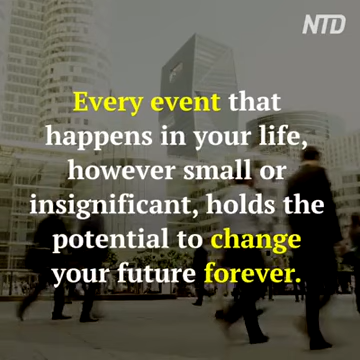 NTD
Every event that
happens in your life,
however small or
insignificant, holds the
potential to change
your future forever.